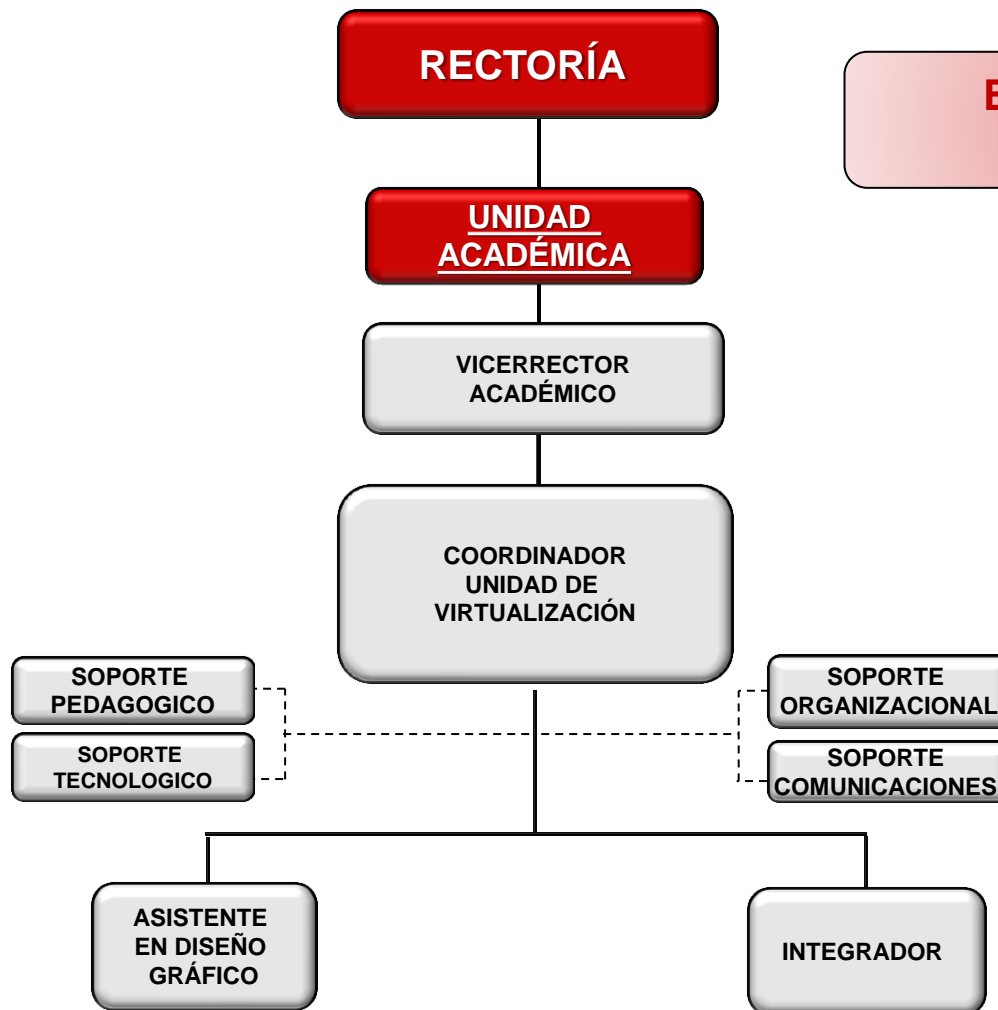 RECTORÍA
UNIDAD
ACADÉMICA
VICERRECTOR
ACADÉMICO
COORDINADOR
UNIDAD DE
VIRTUALIZACIÓN
SOPORTE
PEDAGOGICO
SOPORTE
TECNOLOGICO
SOPORTE
ORGANIZACIONAL
SOPORTE
COMUNICACIONES
ASISTENTE
EN DISEÑO
GRÁFICO
INTEGRADOR